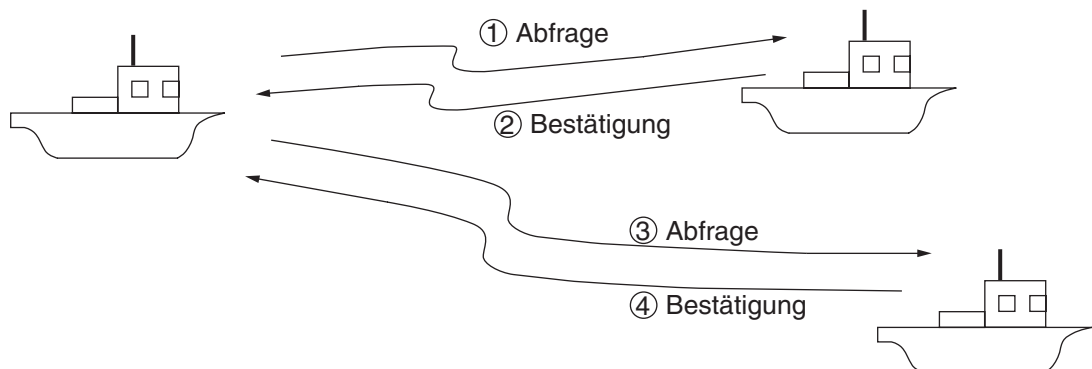 ① Abfrage
② Bestätigung
③ Abfrage
④ Bestätigung